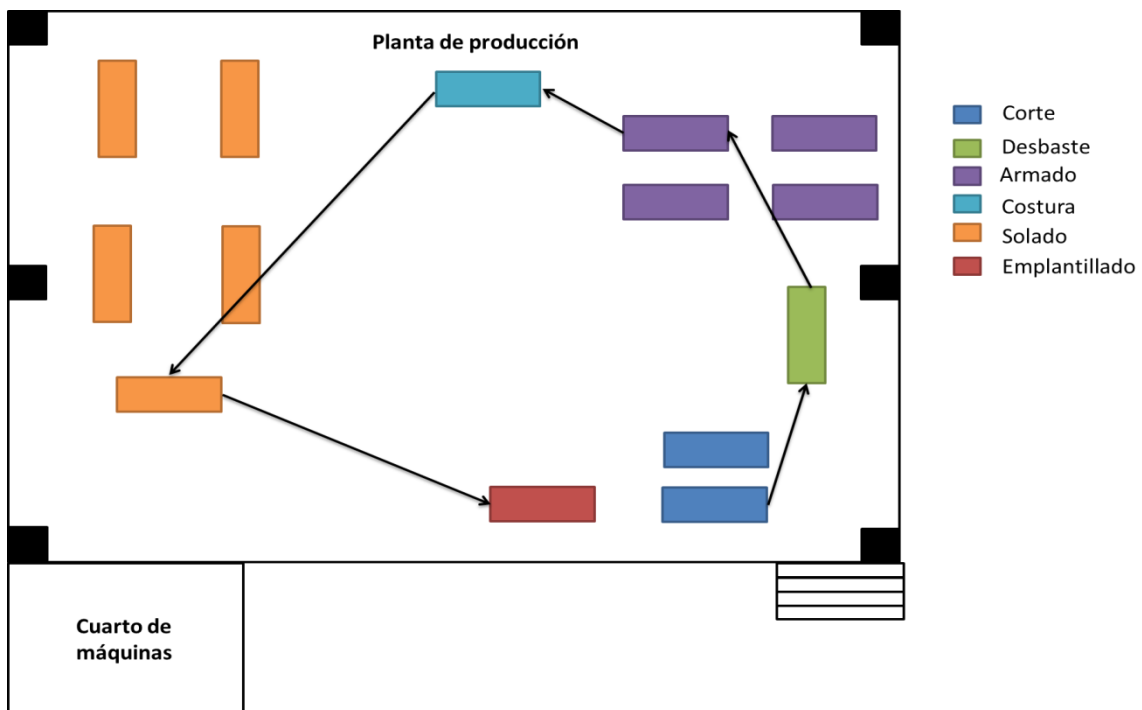 Planta de producción
Corte
Desbaste
Armado
Costura
Solado
Emplantillado
Cuarto de
máquinas